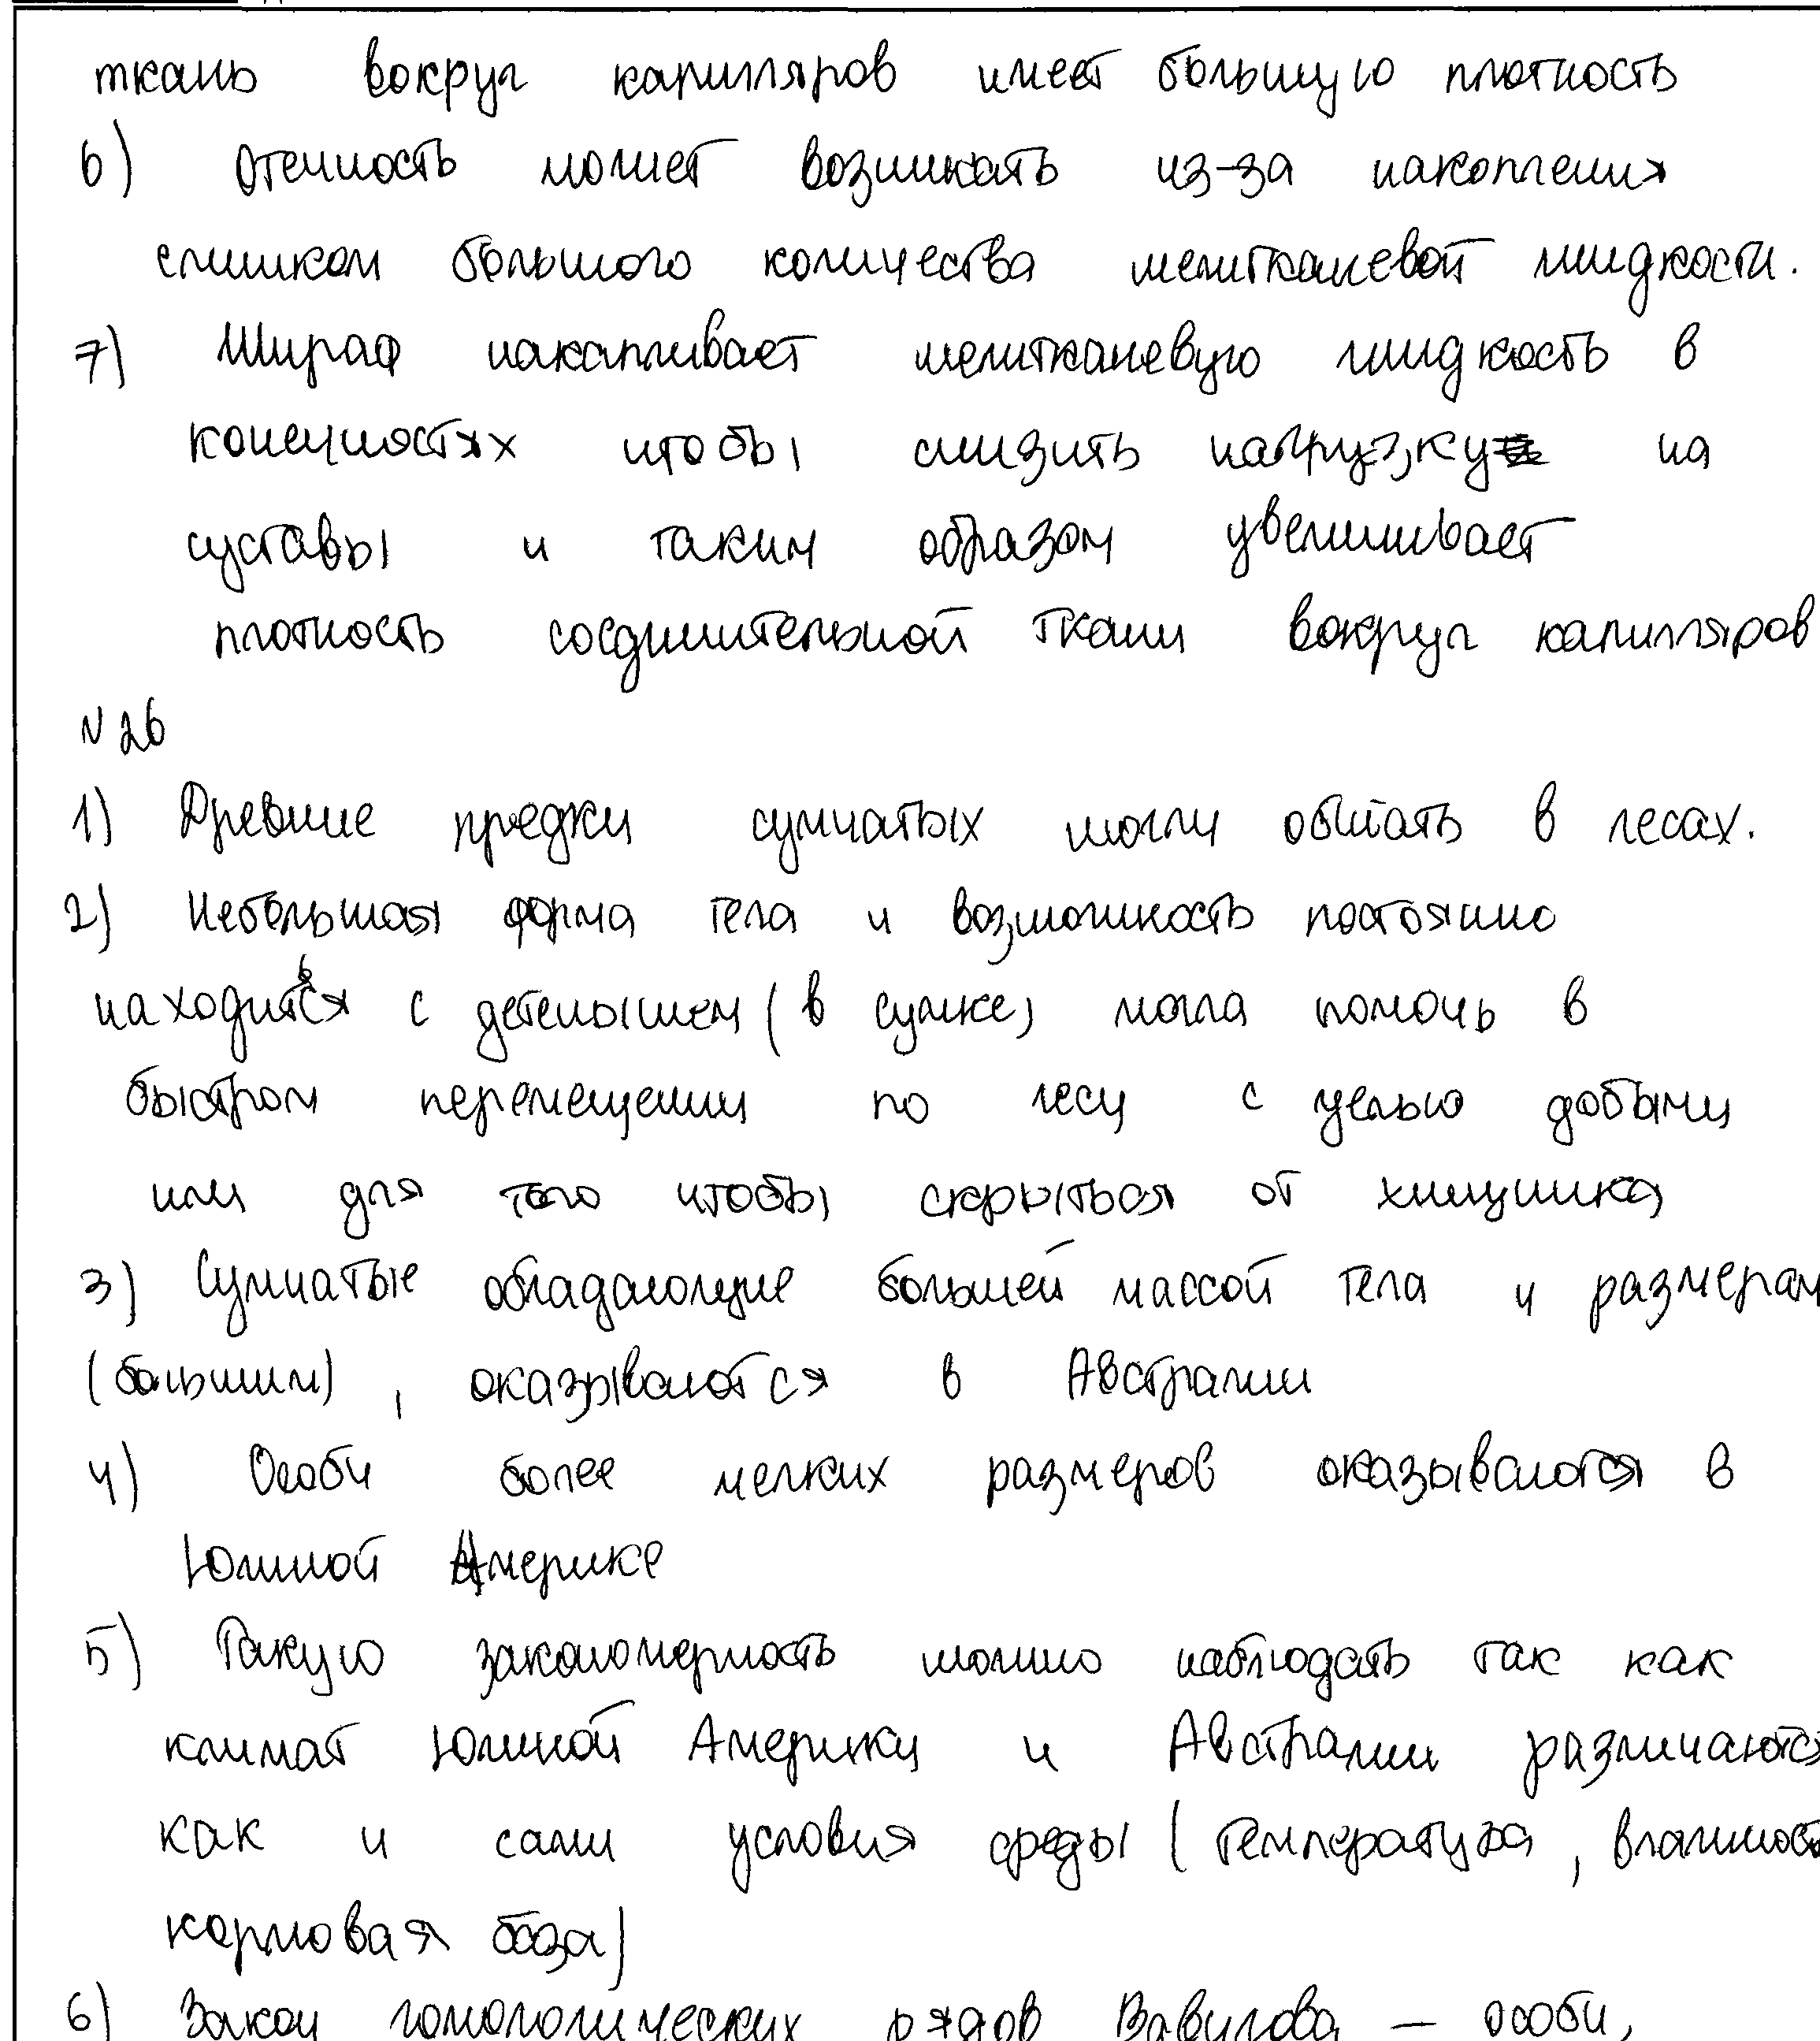 ткань вокруг капилляров имеет большую плотность
6) Отечность может возникать из-за накопления
слишком большого количества межтканевой жидкости.
7) Жираф накапливает межтканевую жидкость в
конечностях чтобы снизить нагрузку на
суставы и таким образом увеличивает
плотность соединительной ткани вокруг капилляров
№26
1) Древние предки сумчатых могли обитать в лесах.
2) Небольшая форма тела и возможность постоянно
находиться с детенышем (в сумке) могла помочь в
быстром перемещении по лесу с целью добычи
или для того чтобы скрыться от хищника
3) Сумчатые обладающие большей массой тела и размерам
(большим), оказываются в Австралии
4) Особи более мелких размеров оказываются в
Южной Америке
5) Такую закономерность можно наблюдать так как
климат Южной Америки и Австралии различаются
как и сами условия среды (температура, влажност
кормовая база)
6) Закон гомологических рядов Вавилова — особи,